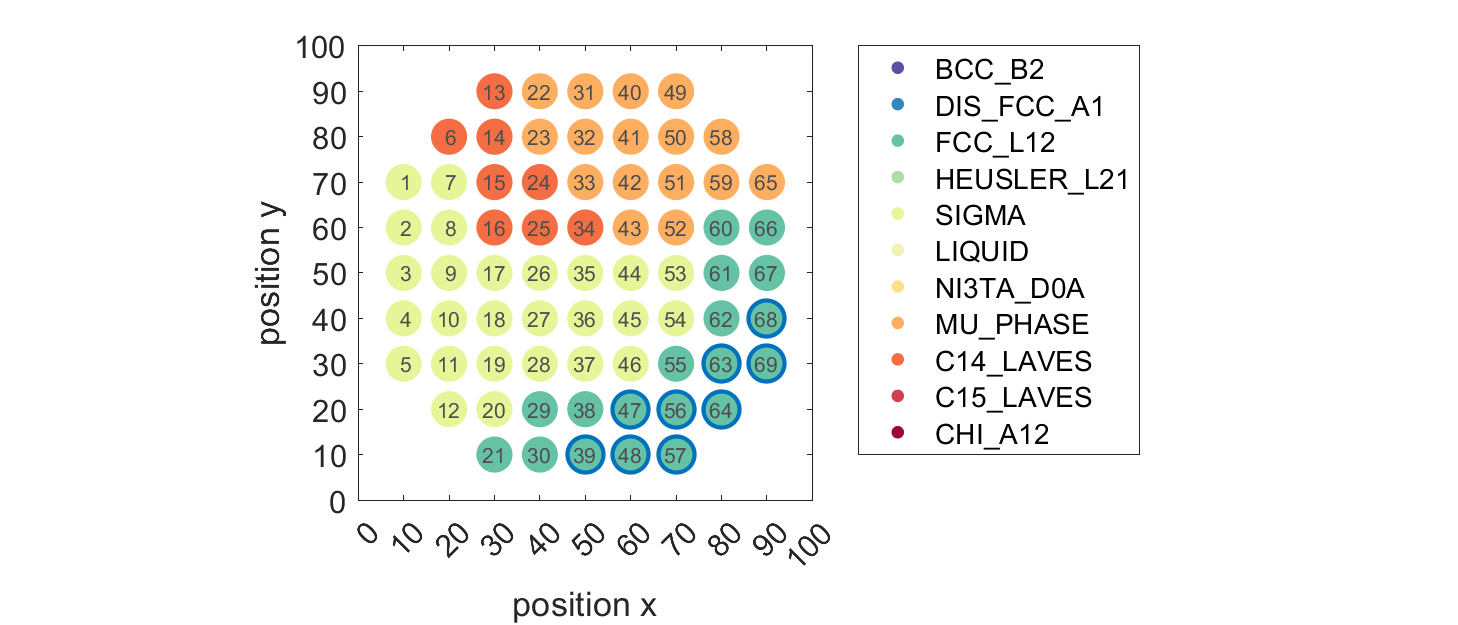 100
90 13 22 31 40 49
80 6 14 23 32 41 50 58
70 1 7 15 24 33 42 51 59 65
60 2 8 16 25 34 43 52 60 66
50 3 9 17 26 35 44 53 61 67
40 4 10 18 27 36 45 54 62 68
30 5 11 19 28 37 46 55 63 69
20 12 20 29 38 47 56 64
10 21 30 39 48 57
0
position y
0 10 20 30 40 50 60 70 80 90 100
position x
BCC_B2
DIS_FCC_A1
FCC_L12
HEUSLER_L21
SIGMA
LIQUID
NI3TA_D0A
MU_PHASE
C14_LAVES
C15_LAVES
CHI_A12